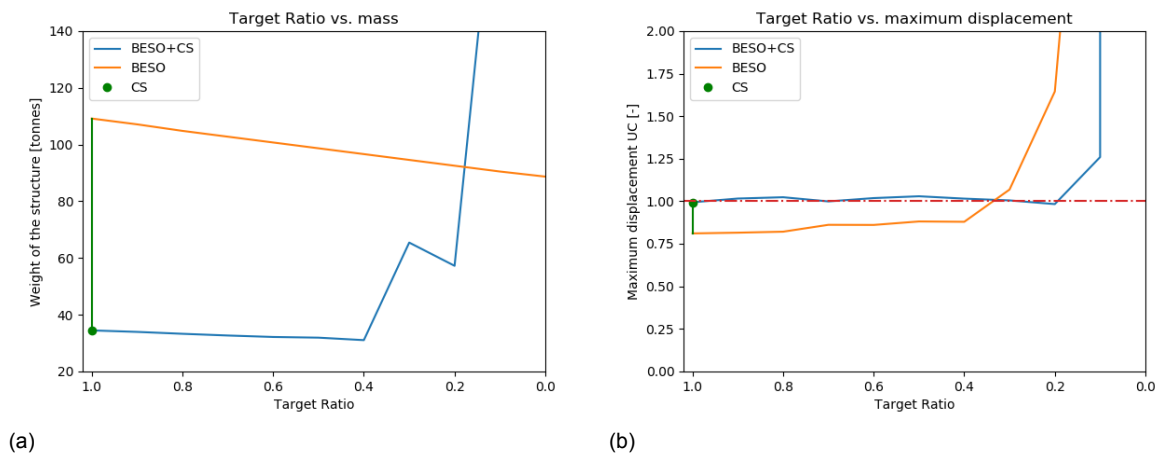 Target Ratio vs. mass
140
120
100
80
60
40
20
Weight of the structure [tonnes]
BESO+CS
BESO
CS
1.0 0.8 0.6 0.4 0.2 0.0
Target Ratio
(a)
Target Ratio vs. maximum displacement
2.00
1.75
1.50
1.25
1.00
0.75
0.50
0.25
0.00
Maximum displacement UC [-]
BESO+CS
BESO
CS
1.0 0.8 0.6 0.4 0.2 0.0
Target Ratio
(b)